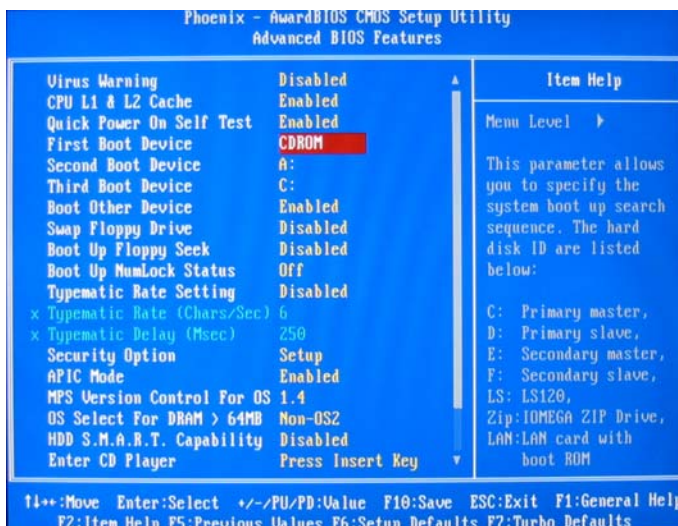 Phoenix - AwardBIOS CMOS Setup Utility
Advanced BIOS Features
Virus Warning Disabled
CPU L1 & L2 Cache Enabled
Quick Power On Self Test Enabled
First Boot Device CDROM
Second Boot Device A:
Third Boot Device C:
Boot Other Device Enabled
Swap Floppy Drive Disabled
Boot Up Floppy Seek Disabled
Boot Up NumLock Status Off
Typematic Rate Setting Disabled
x Typematic Rate (Chars/Sec) 6
x Typematic Delay (Msec) 250
Security Option Setup
APIC Mode Enabled
MPS Version Control For OS 1.4
OS Select For DRAM > 64MB Non-OS2
HDD S.M.A.R.T. Capability Disabled
Enter CD Player Press Insert Key
Item Help
Menu Level
This parameter allows
you to specify the
system boot up search
sequence. The hard
disk ID are listed
below:
C: Primary master,
D: Primary slave,
E: Secondary master,
F: Secondary slave,
LS: LS120,
Zip:IOMEGA ZIP Drive,
LAN:LAN card with
boot ROM
↑↓→←:Move Enter:Select +/-/PU/PD:Value F10:Save ESC:Exit F1:General Help
F2:Item Help F5:Previous Values F6:Setup Defaults F7:Turbo Defaults